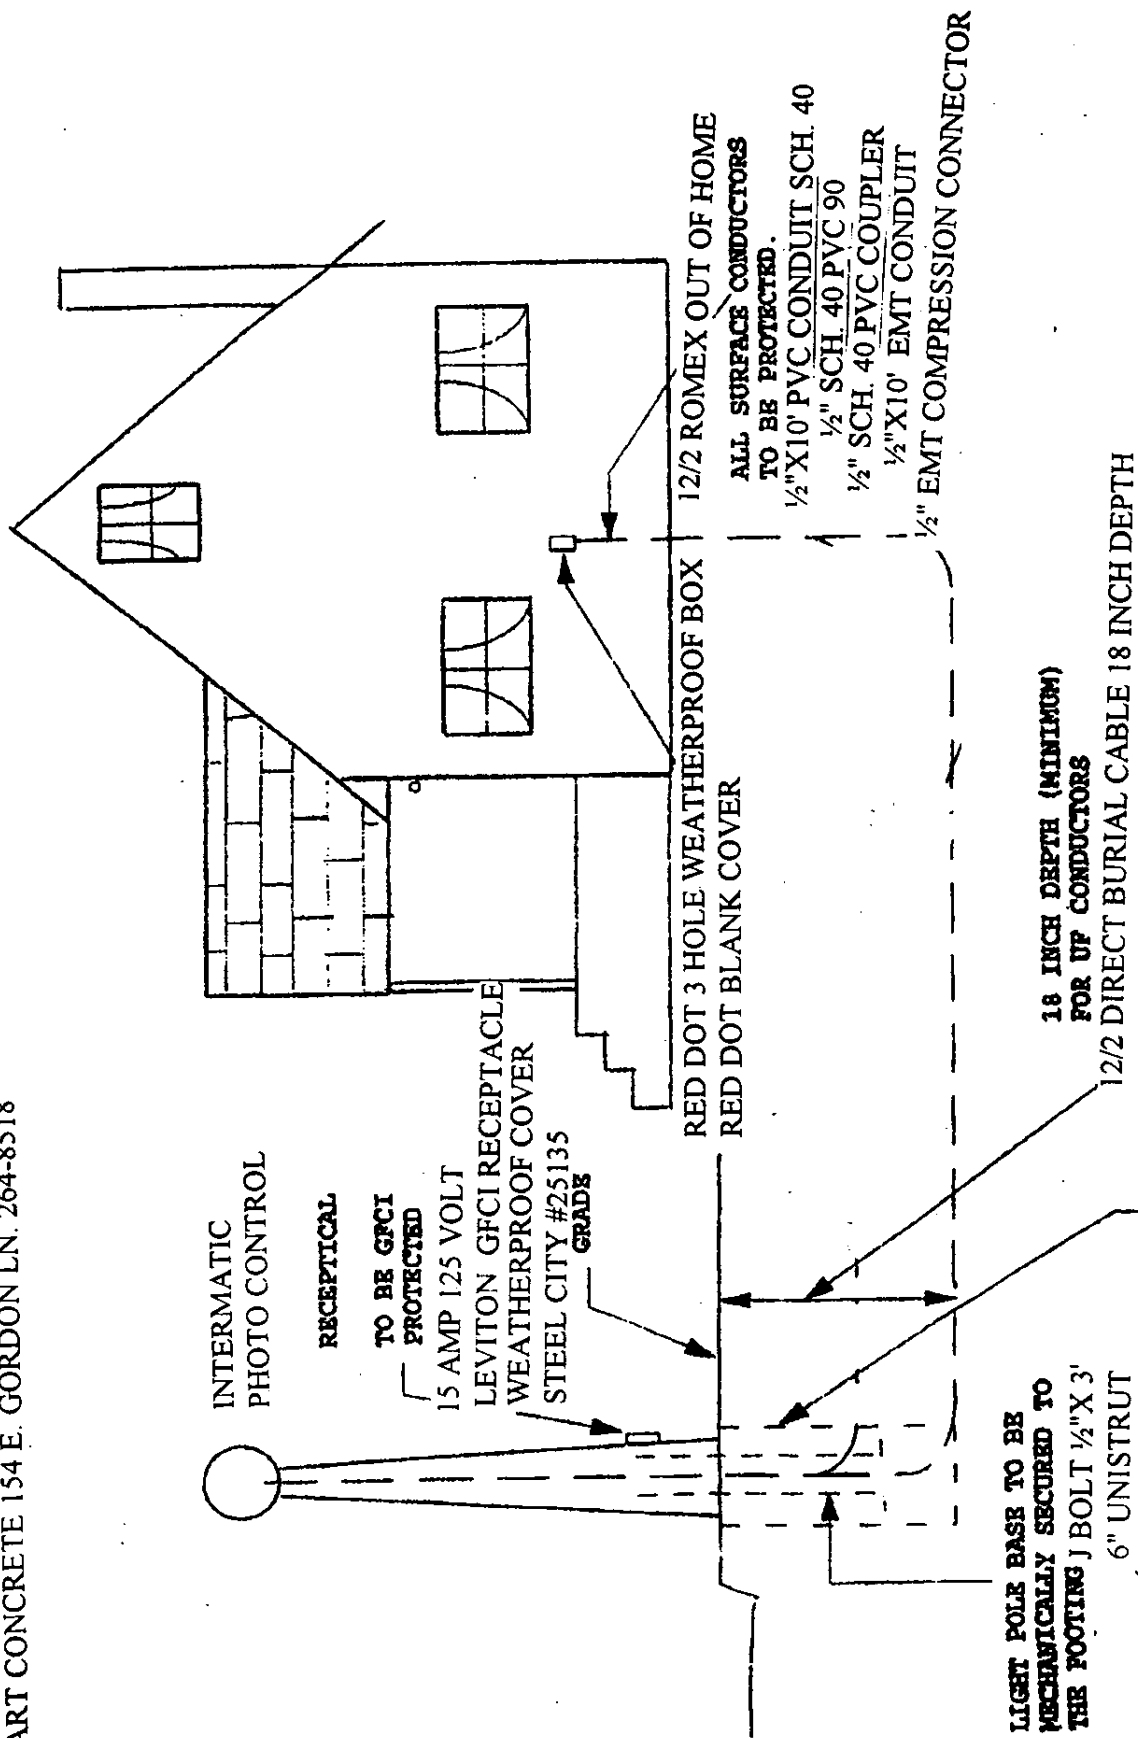 ART CONCRETE 154 E. GORDON LN. 264-8518
INTERMATIC
PHOTO CONTROL
RECEPTICAL
TO BE GFCI
PROTECTED
15 AMP 125 VOLT
LEVITON GFCI RECEPTACLE
WEATHERPROOF COVER
STEEL CITY #25135
GRADE
RED DOT 3 HOLE WEATHERPROOF BOX
RED DOT BLANK COVER
12/2 ROMEX OUT OF HOME
ALL SURFACE CONDUCTORS
TO BE PROTECTED.
½"X10' PVC CONDUIT SCH. 40
½" SCH. 40 PVC 90
½" SCH. 40 PVC COUPLER
½"X10' EMT CONDUIT
½" EMT COMPRESSION CONNECTOR
18 INCH DEPTH (MINIMUM)
FOR UF CONDUCTORS
12/2 DIRECT BURIAL CABLE 18 INCH DEPTH
LIGHT POLE BASE TO BE
MECHANICALLY SECURED TO
THE FOOTING J BOLT ½"X 3'
6" UNISTRUT